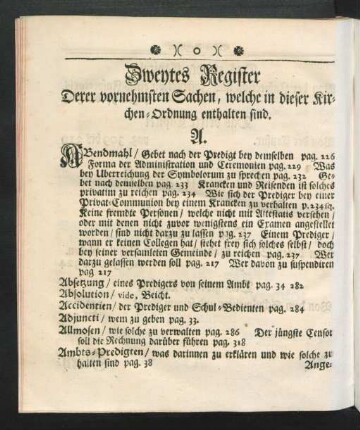 Zweytes Register
Derer vornehmsten Sachen, welche in dieser Kir-
chen-Ordnung enthalten sind.
A.
ABendmahl / Gebet nach der Predigt bey demselben pag. 226
Forma der Administration und Ceremonien pag. 229 Was
bey Uberreichung der Symbolorum zu sprechen pag. 232 Ge-
bet nach demselben pag. 233 Krancken und Reisenden ist solches
privatim zu reichen pag. 234 Wie sich der Prediger bey einer
Privat-Communion bey einem Krancken zu verhalten p. 234 sq.
Keine fremdte Personen / welche nicht mit Attestatis versehen /
oder mit denen nicht zuvor wenigstens ein Examen angestellet
worden / sind nicht darzu zu lassen pag. 237 Einem Prediger /
wann er keinen Collegen hat / stehet frey sich solches selbst / doch
bey seiner versamleten Gemeinde / zu reichen pag. 237 Wer
darzu gelassen werden soll pag. 217 Wer davon zu suspendiren
pag 217
Absetzung / eines Predigers von seinem Ambt pag. 34 282
Absolution / vide, Beicht.
Accidentien / der Prediger und Schul-Bedienten pag. 284
Adjuncti / wem zu geben pag. 33.
Allmosen / wie solche zu verwalten pag. 286 Der jüngste Censor
soll die Rechnung darüber führen pag. 318
Ambts-Predigten / was darinnen zu erklären und wie solche zu
halten sind pag. 38
Ange-